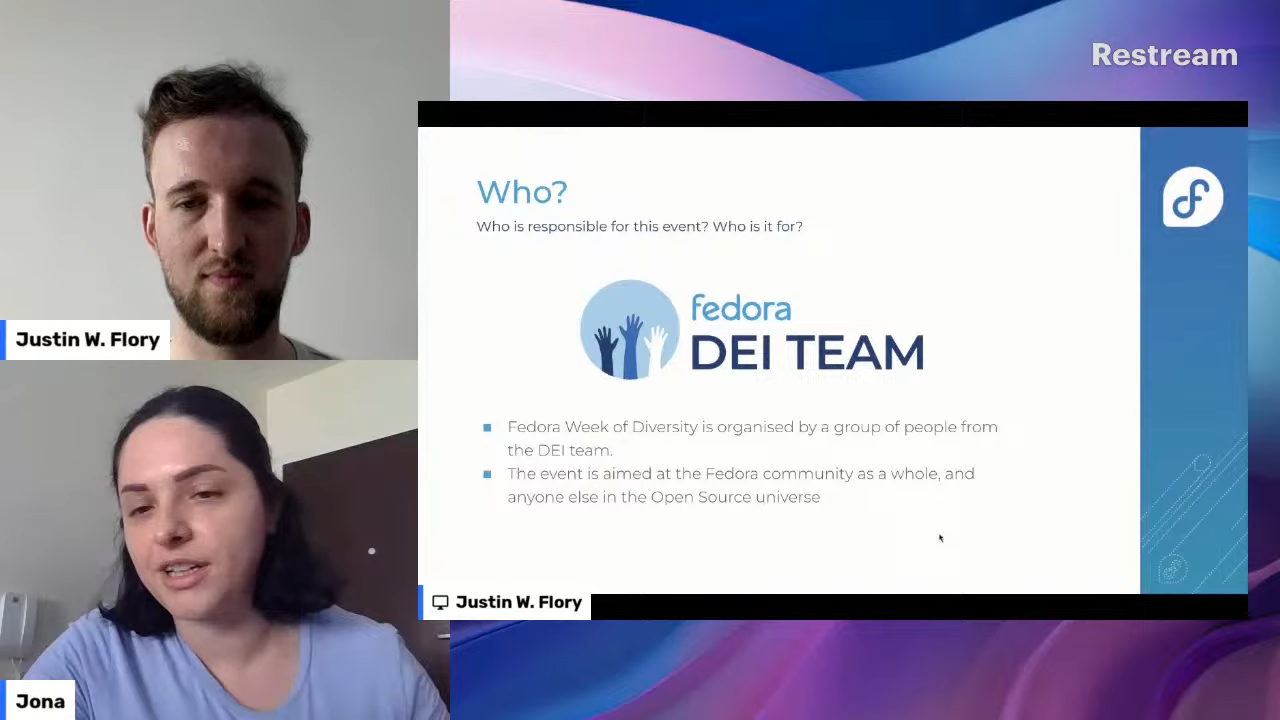 Restream
Who?
Who is responsible for this event? Who is it for?
fedora
DEI TEAM
Fedora Week of Diversity is organised by a group of people from
the DEI team.
The event is aimed at the Fedora community as a whole, and
anyone else in the Open Source universe
Justin W. Flory
Justin W. Flory
Jona